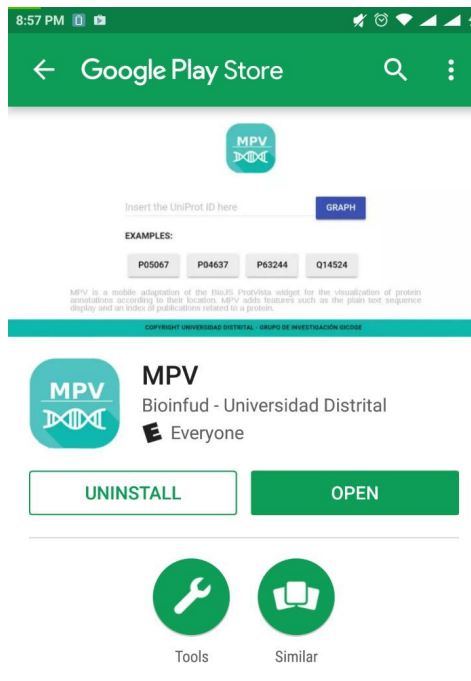 8:57 PM
Google Play Store
MPV
Insert the UniProt ID here
GRAPH
EXAMPLES:
P05067
P04637
P63244
Q14524
MPV is a mobile adaptation of the BioJS ProtVista widget for the visualization of protein
annotations according to their location. MPV adds features such as the plain text sequence
display and an index of publications related to a protein.
COPYRIGHT UNIVERSIDAD DISTRITAL - GRUPO DE INVESTIGACIÓN GICOGE
MPV
MPV
Bioinfud - Universidad Distrital
E Everyone
UNINSTALL
OPEN
Tools
Similar